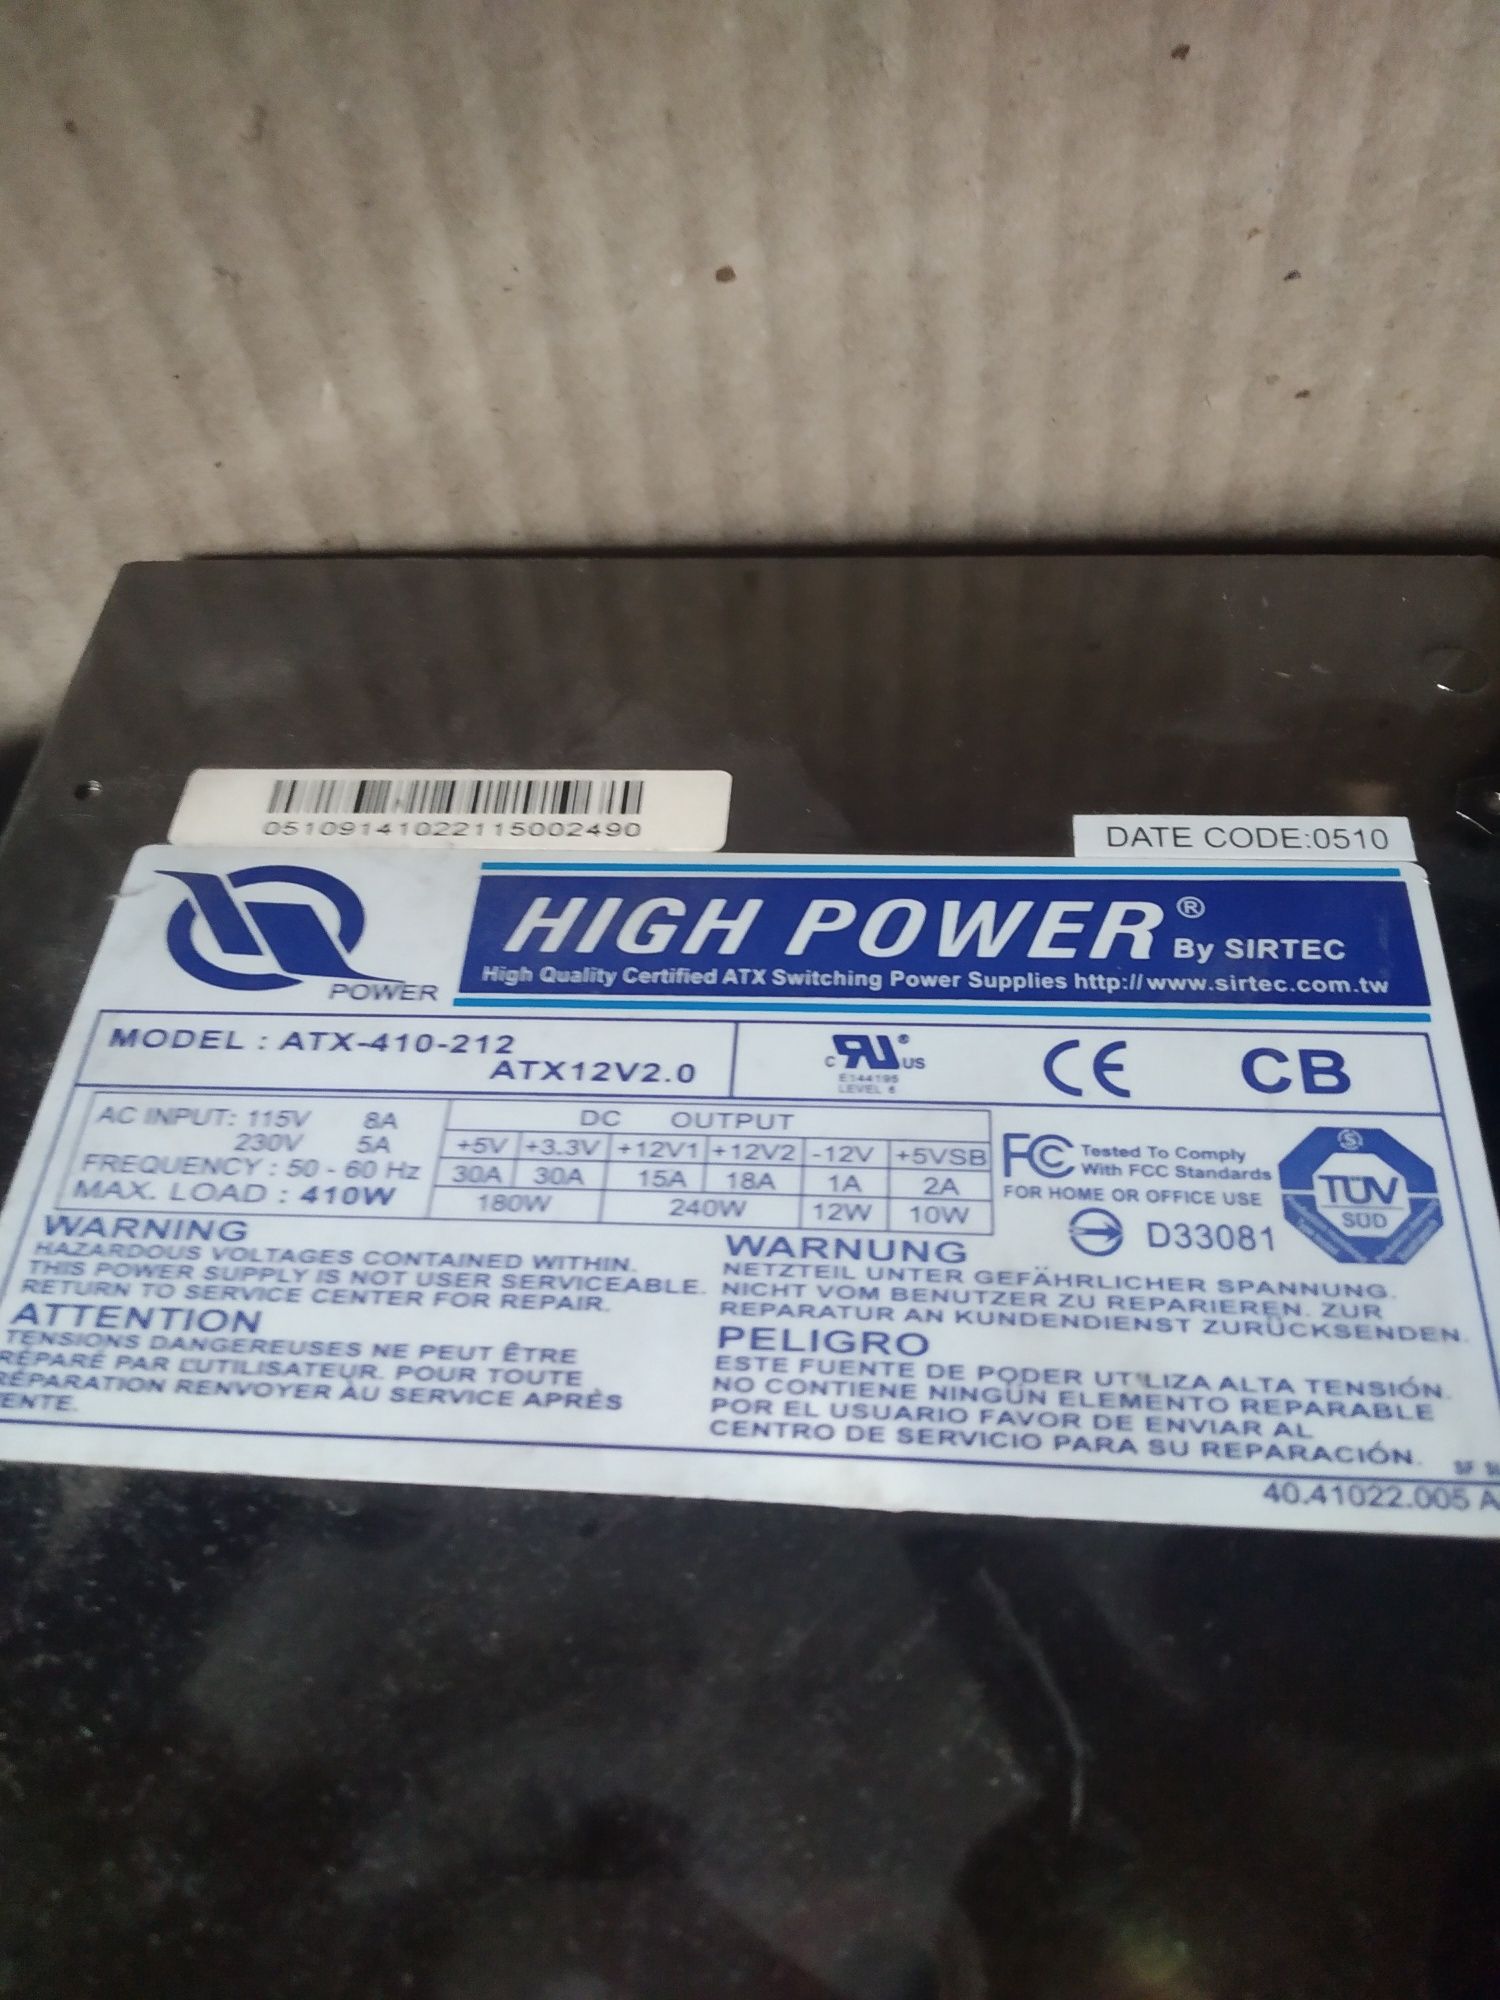 051091410221150​02490
DATE CODE:0510
POWER
HIGH POWER® By SIRTEC
High Quality Certified ATX Switching Power Supplies http://www.sirtec.com.tw
MODEL : ATX-410-212
ATX12V2.0
c RU® US
E144195
LEVEL 6
CE
CB
AC INPUT: 115V 8A
230V 5A
FREQUENCY : 50 - 60 Hz
MAX. LOAD : 410W
DC OUTPUT
+5V +3.3V +12V1 +12V2 -12V +5VSB
30A 30A 15A 18A 1A 2A
180W 240W 12W 10W
FC Tested To Comply
With FCC Standards
FOR HOME OR OFFICE USE
D33081
TÜV
SÜD
WARNING
HAZARDOUS VOLTAGES CONTAINED WITHIN.
THIS POWER SUPPLY IS NOT USER SERVICEABLE.
RETURN TO SERVICE CENTER FOR REPAIR.
ATTENTION
TENSIONS DANGEREUSES NE PEUT ÊTRE
RÉPARÉ PAR L'UTILISATEUR. POUR TOUTE
RÉPARATION RENVOYER AU SERVICE APRÈS
ENTE.
WARNUNG
NETZTEIL UNTER GEFÄHRLICHER SPANNUNG.
NICHT VOM BENUTZER ZU REPARIEREN. ZUR
REPARATUR AN KUNDENDIENST ZURÜCKSENDEN.
PELIGRO
ESTE FUENTE DE PODER UTILIZA ALTA TENSIÓN.
NO CONTIENE NINGÚN ELEMENTO REPARABLE
POR EL USUARIO FAVOR DE ENVIAR AL
CENTRO DE SERVICIO PARA SU REPARACIÓN.
40.41022.005 A